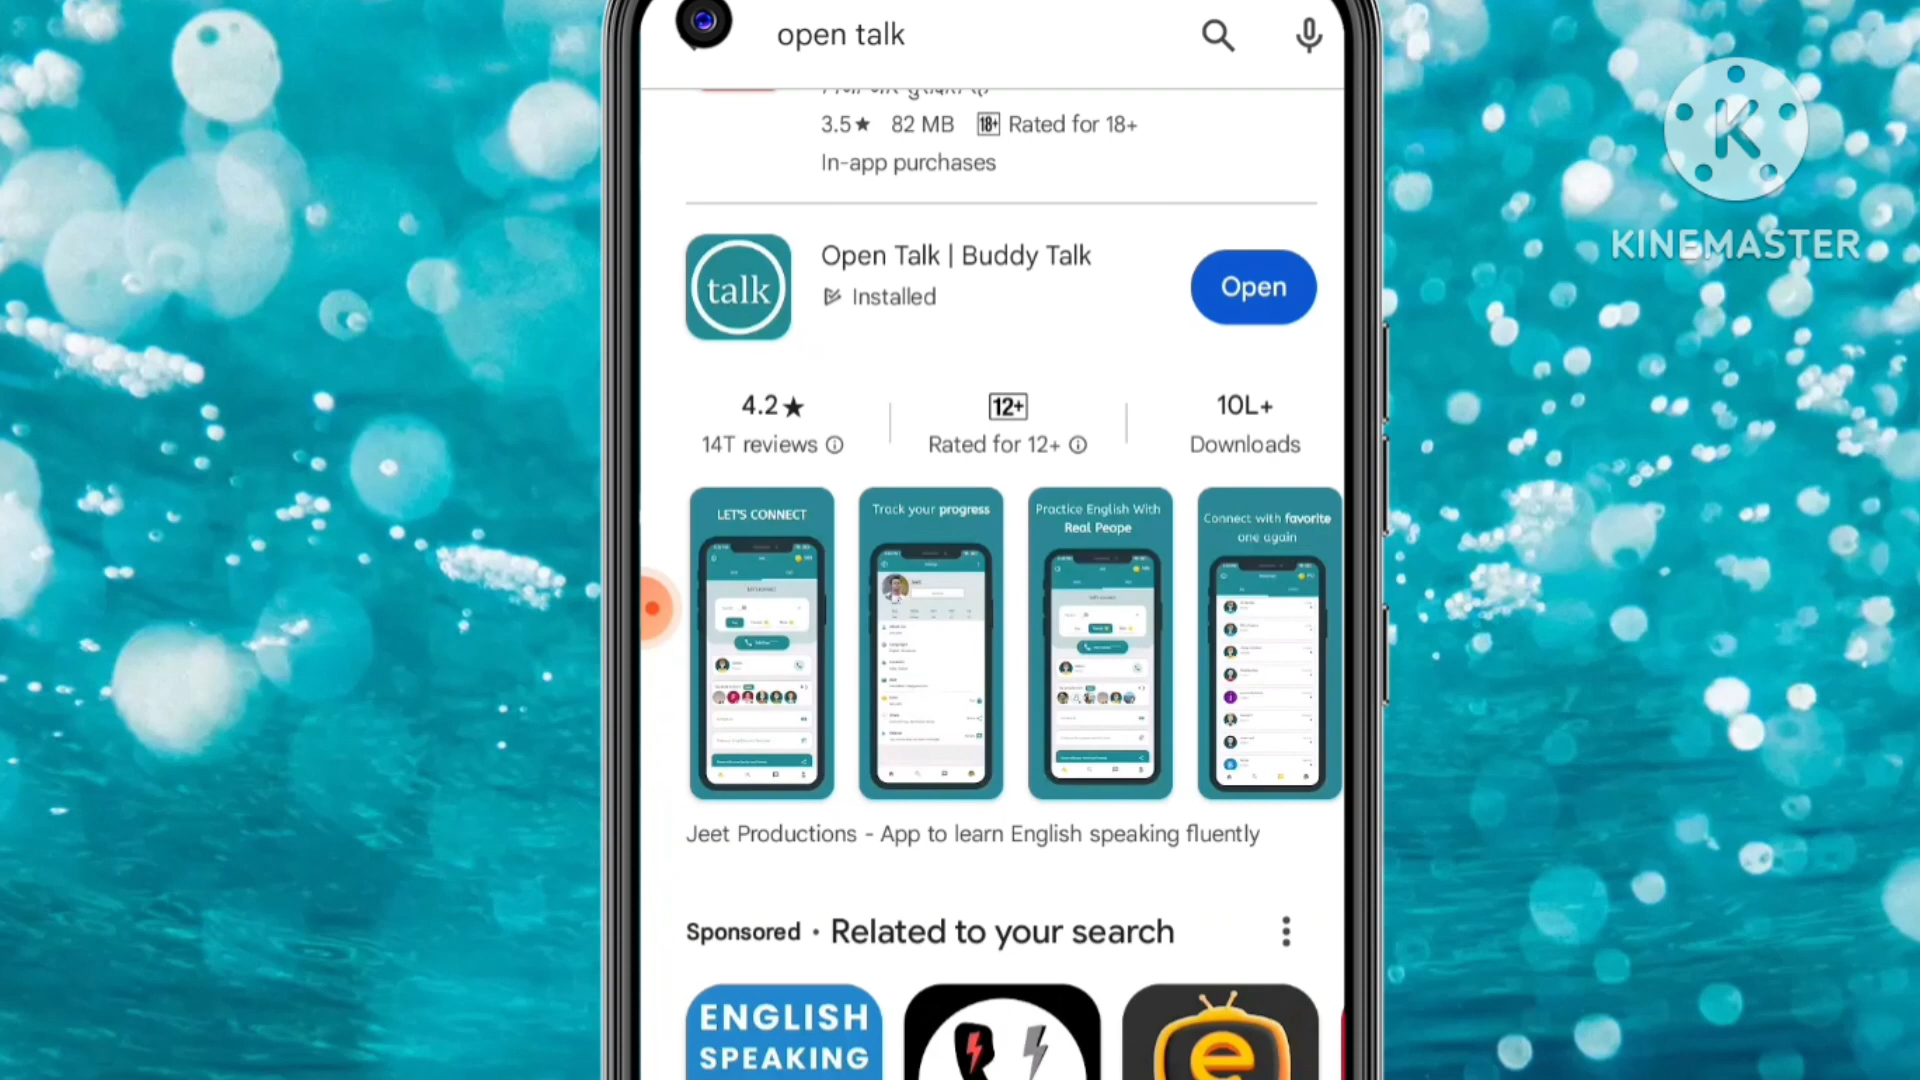 open talk
3.5★ 82 MB 18+ Rated for 18+
In-app purchases
talk
Open Talk | Buddy Talk
Installed
Open
4.2★
14T reviews
12+
Rated for 12+
10L+
Downloads
LET'S CONNECT
Track your progress
Practice English With
Real Peope
Connect with favorite
one again
Jeet Productions - App to learn English speaking fluently
Sponsored • Related to your search
ENGLISH
SPEAKING
e
K
KINEMASTER